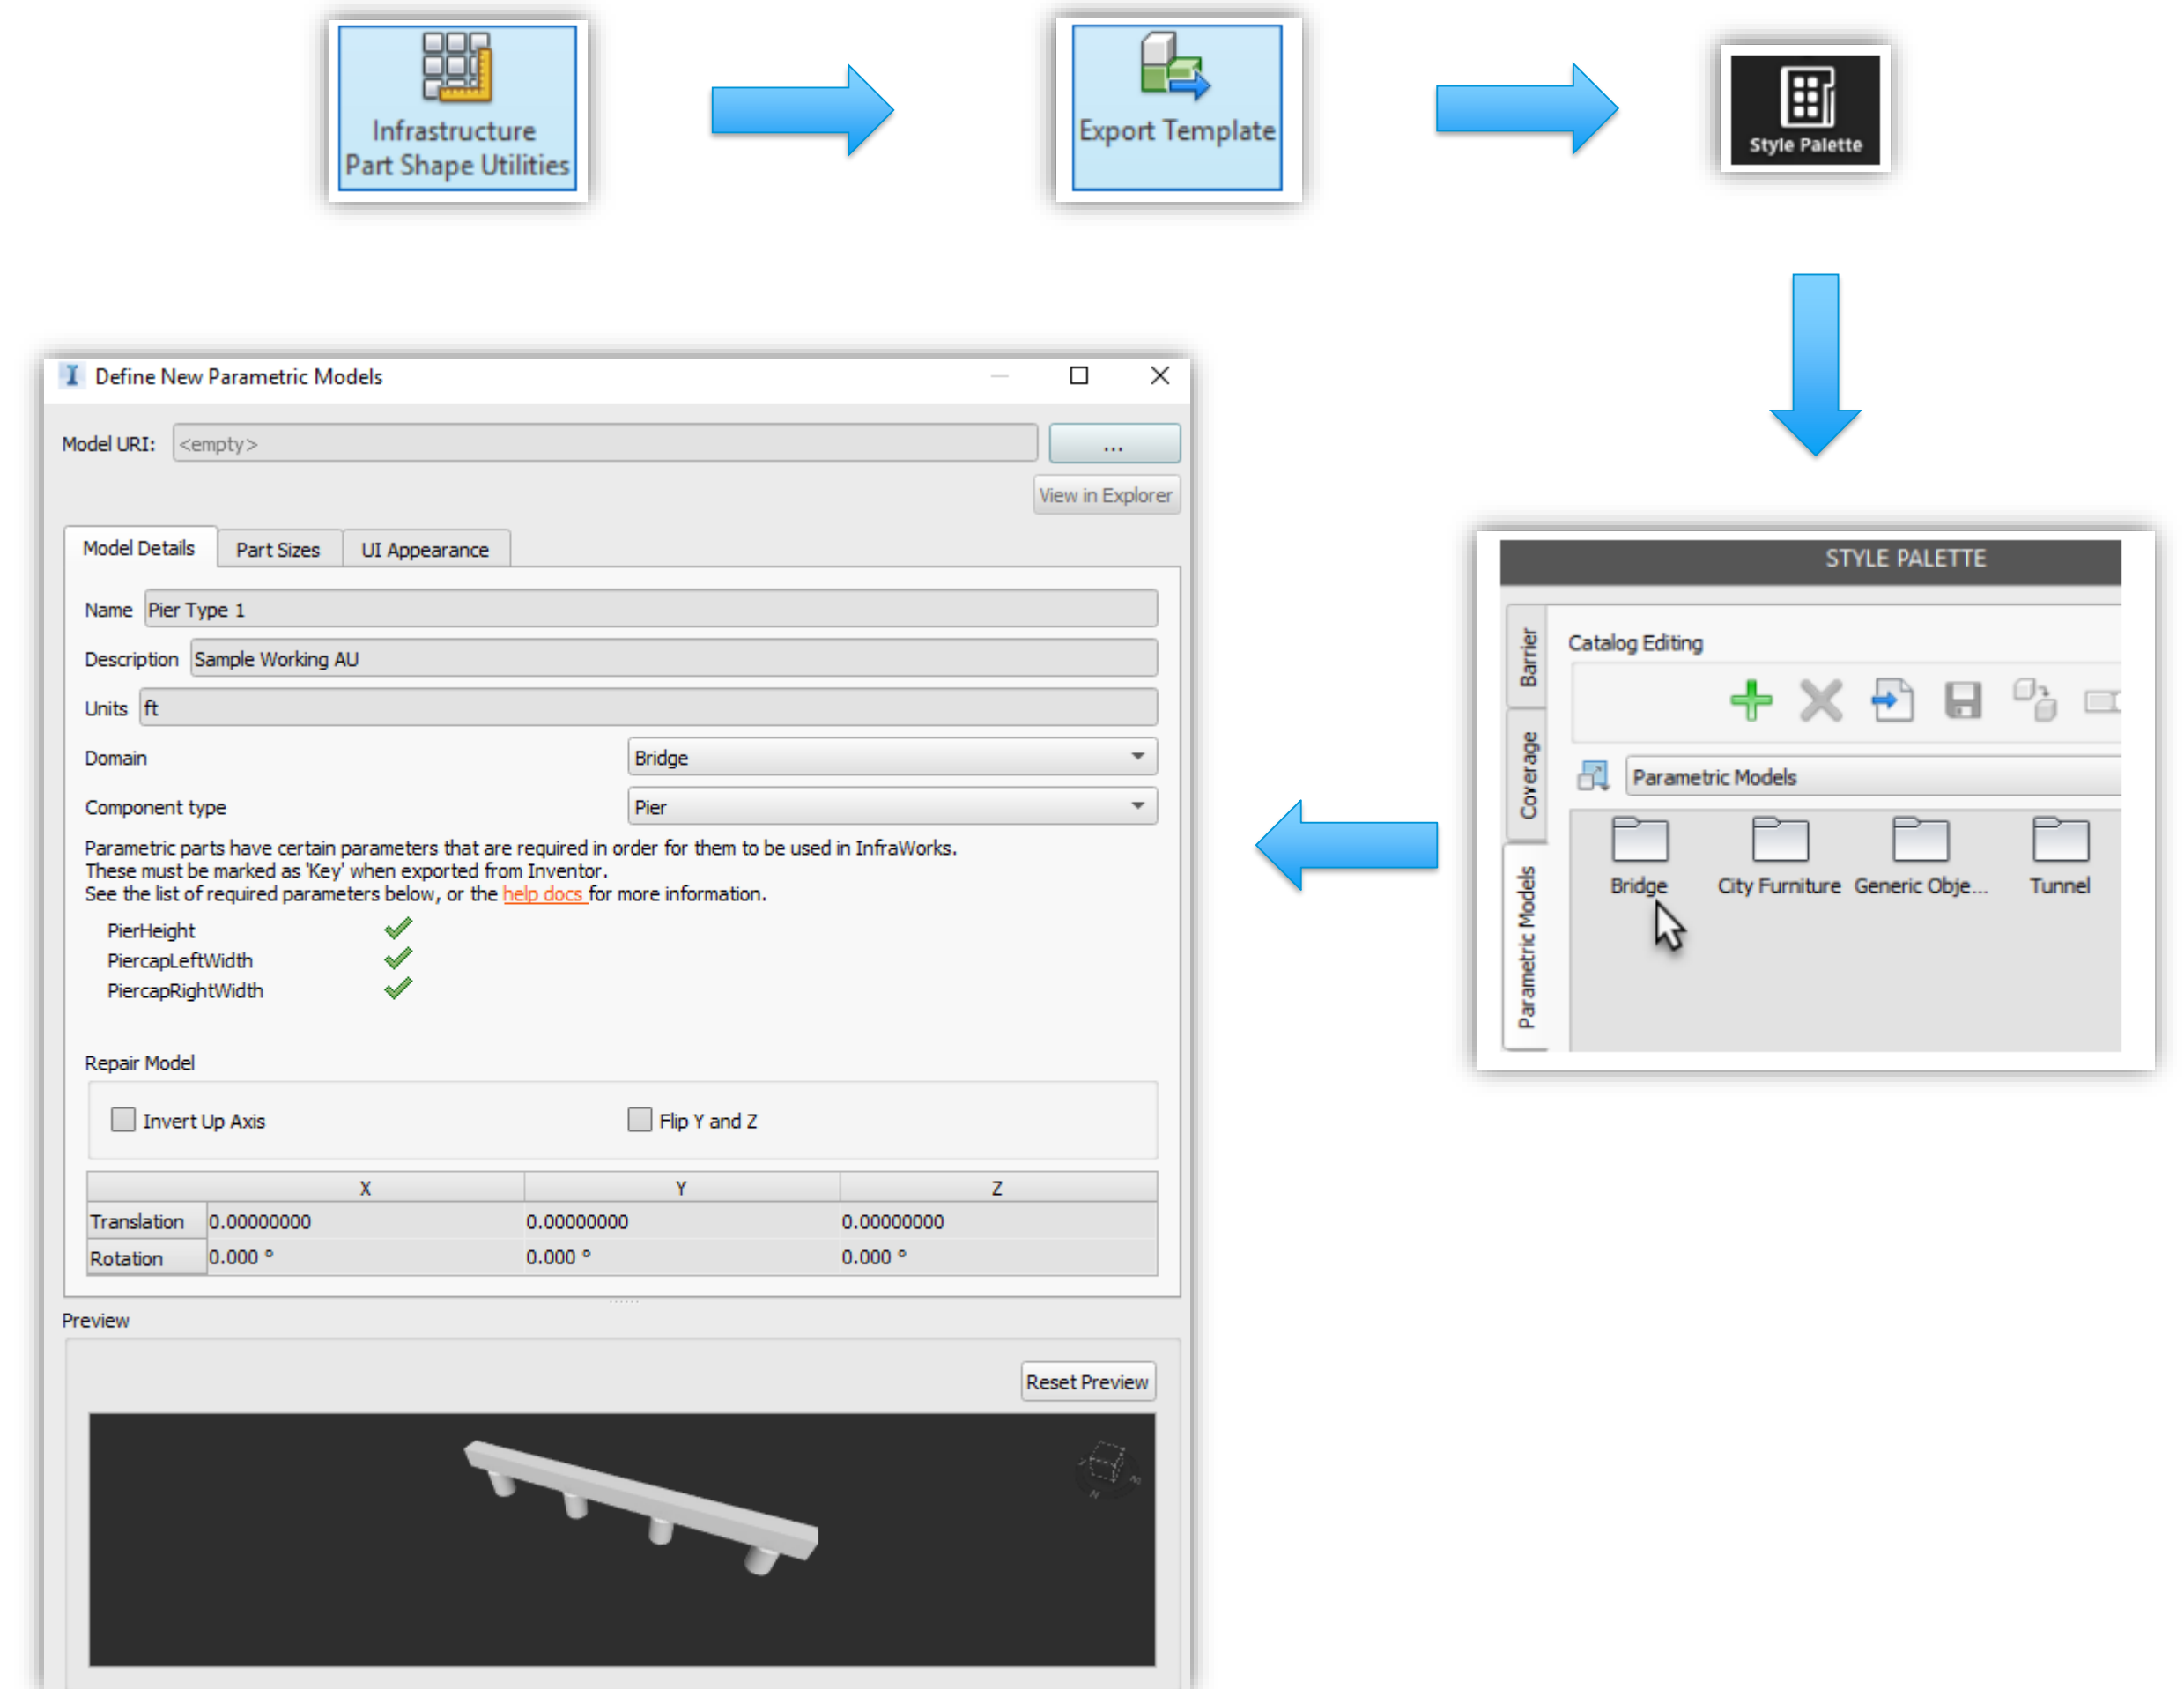 Infrastructure
Part Shape Utilities
Export Template
Style Palette
Define New Parametric Models
Model URI: <empty> ...
View in Explorer
Model Details Part Sizes UI Appearance
Name Pier Type 1
Description Sample Working AU
Units ft
Domain Bridge
Component type Pier
Parametric parts have certain parameters that are required in order for them to be used in InfraWorks.
These must be marked as 'Key' when exported from Inventor.
See the list of required parameters below, or the help docs for more information.
PierHeight
PiercapLeftWidth
PiercapRightWidth
Repair Model
Invert Up Axis Flip Y and Z
X Y Z
Translation 0.00000000 0.00000000 0.00000000
Rotation 0.000 ° 0.000 ° 0.000 °
Preview
Reset Preview
STYLE PALETTE
Barrier
Coverage
Parametric Models
Catalog Editing
Parametric Models
Bridge City Furniture Generic Obje... Tunnel